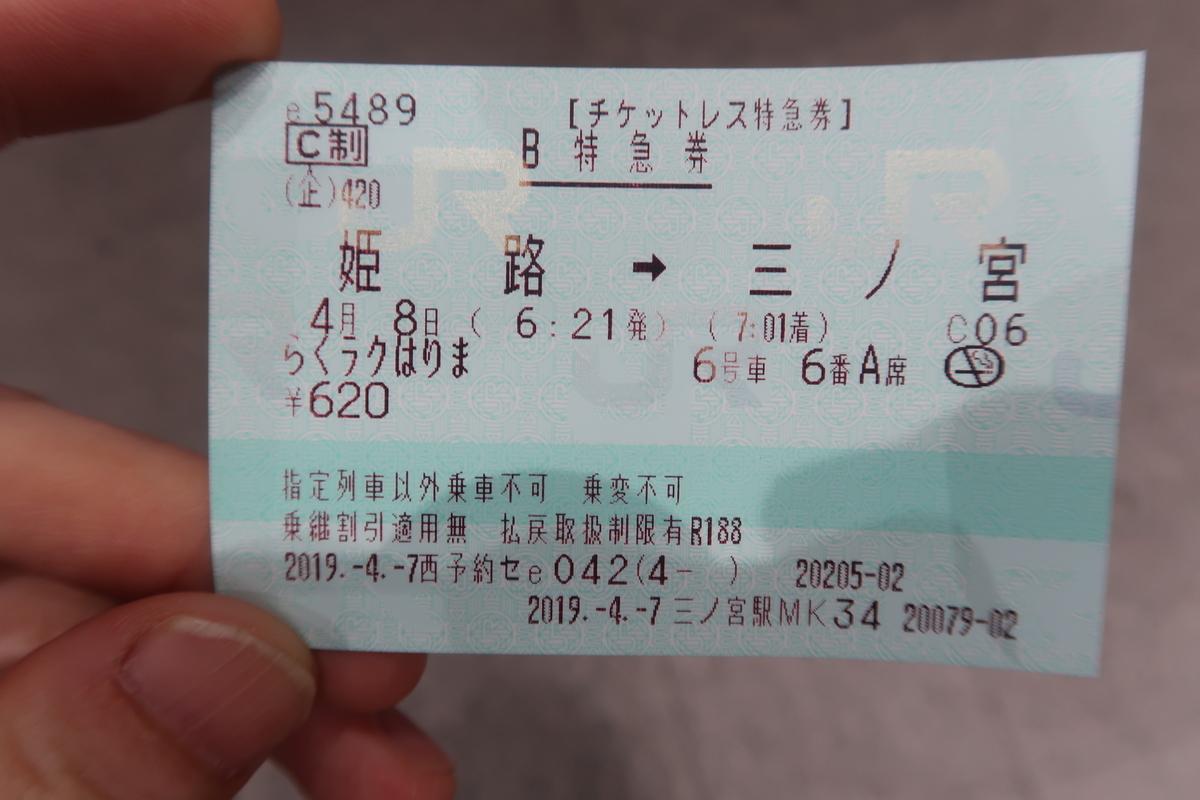 e5489 [チケットレス特急券]
C制 B特急券
(企)420
姫路 ➡ 三ノ宮
4月 8日 ( 6:21発) ( 7:01着) C06
らくラクはりま 6号車 6番A席
¥620
指定列車以外乗車不可 乗変不可
乗継割引適用無 払戻取扱制限有R188
2019.-4.-7西予約セe042(4- ) 20205-02
2019.-4.-7 三ノ宮駅MK34 20079-02